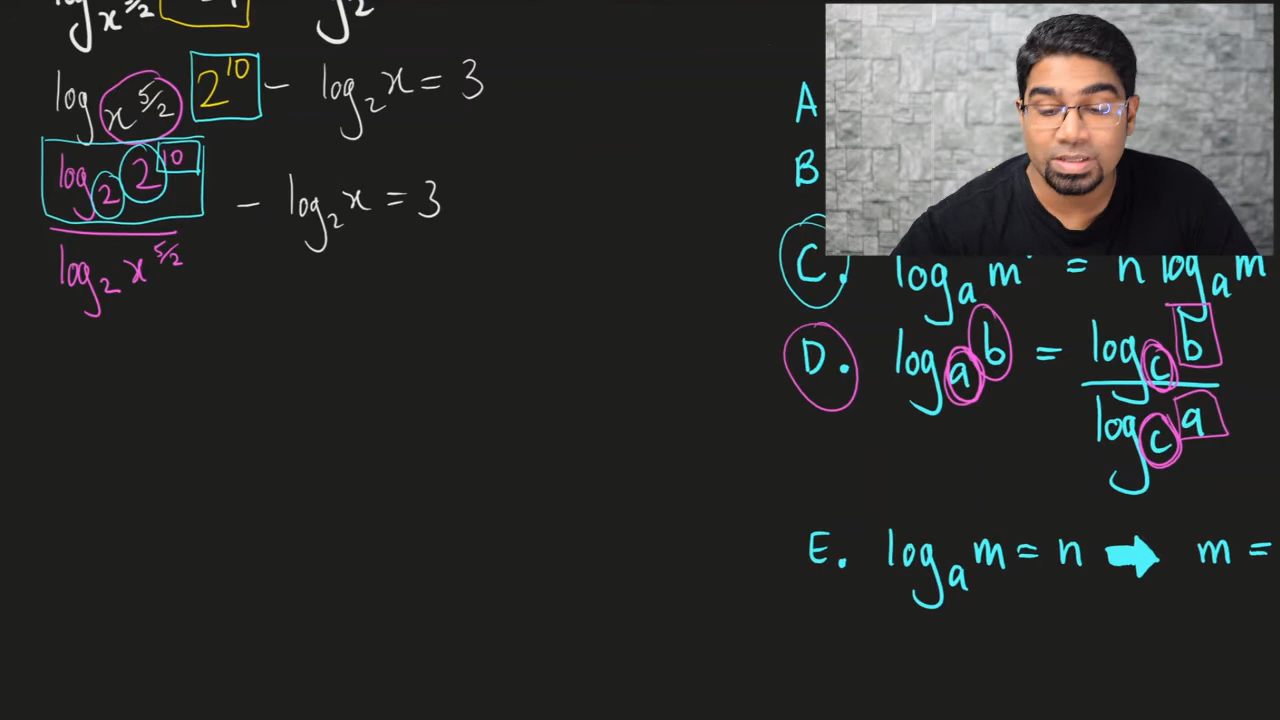 log_{x^{5/2}} 2^{10} - log_2 x = 3
log_2 2^{10} - log_2 x = 3
log_2 x^{5/2}
A
B
C. log_a m = n log_a m
D. log_a b = log_c b
log_c a
E. log_a m = n ➡ m =